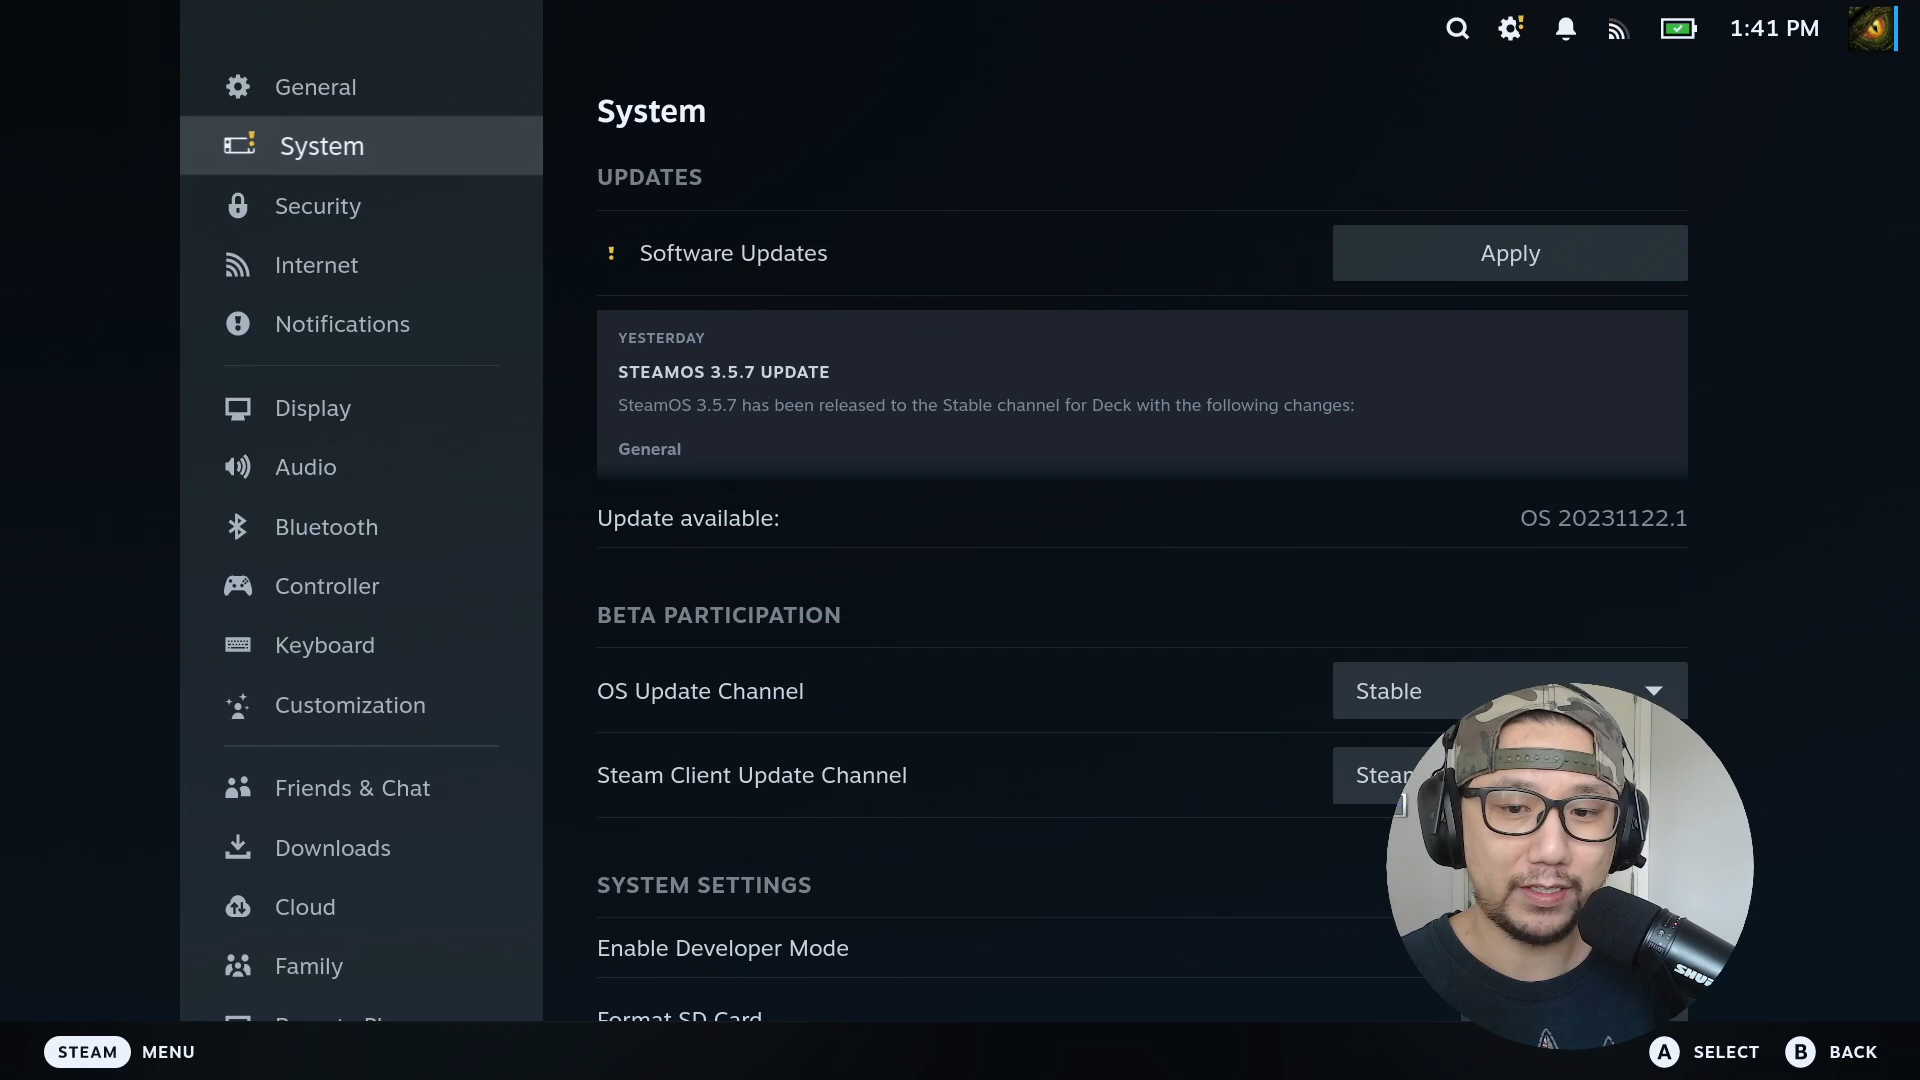 1:41 PM
General
System
Security
Internet
Notifications
Display
Audio
Bluetooth
Controller
Keyboard
Customization
Friends & Chat
Downloads
Cloud
Family
System
UPDATES
Software Updates
Apply
YESTERDAY
STEAMOS 3.5.7 UPDATE
SteamOS 3.5.7 has been released to the Stable channel for Deck with the following changes:
General
Update available:
OS 20231122.1
BETA PARTICIPATION
OS Update Channel
Stable
Steam Client Update Channel
SYSTEM SETTINGS
Enable Developer Mode
Format SD Card
STEAM MENU
A SELECT
B BACK